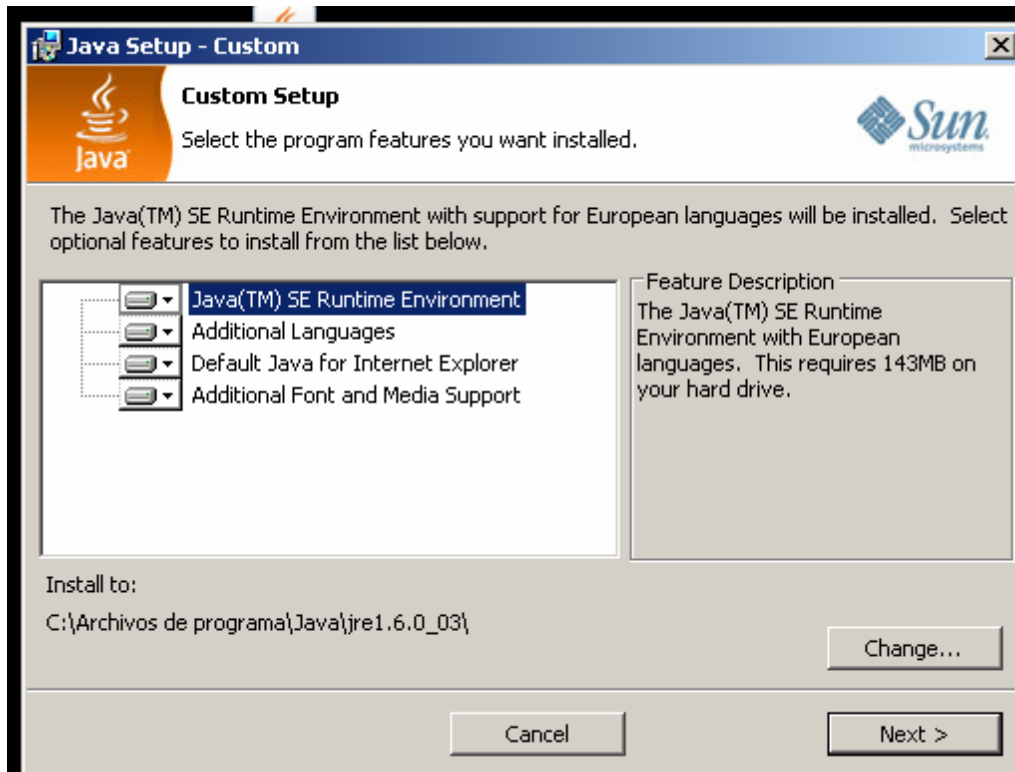 Java Setup - Custom
Java
Custom Setup
Select the program features you want installed.
Sun
microsystems
The Java(TM) SE Runtime Environment with support for European languages will be installed. Select
optional features to install from the list below.
Java(TM) SE Runtime Environment
Additional Languages
Default Java for Internet Explorer
Additional Font and Media Support
Feature Description
The Java(TM) SE Runtime
Environment with European
languages. This requires 143MB on
your hard drive.
Install to:
C:\Archivos de programa\Java\jre1.6.0_03\
Change...
Cancel
Next >